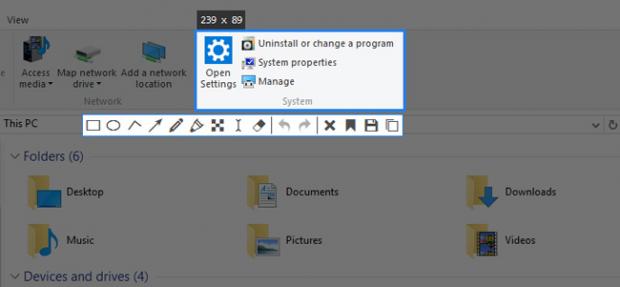 239 x 89
View
Access media
Map network drive
Add a network location
Network
Open Settings
Uninstall or change a program
System properties
Manage
System
This PC
Folders (6)
Desktop
Documents
Downloads
Music
Pictures
Videos
Devices and drives (4)